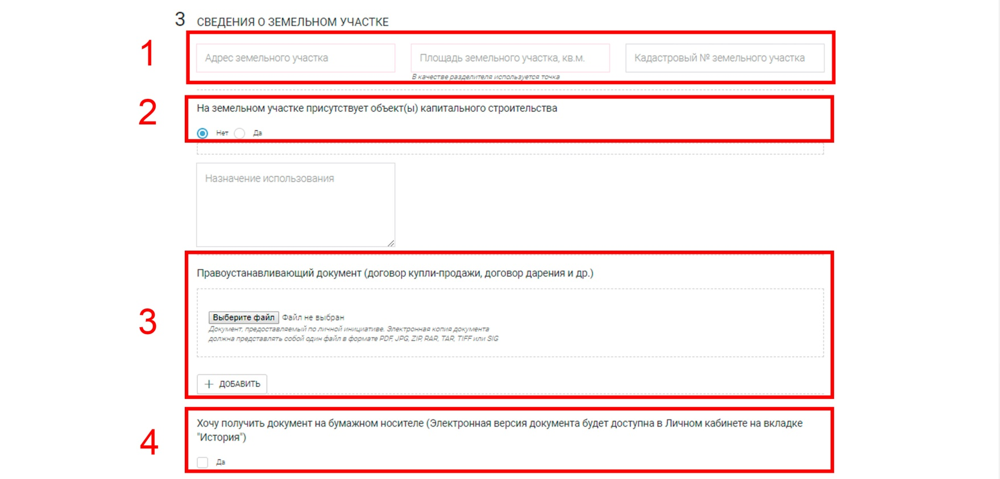 3 СВЕДЕНИЯ О ЗЕМЕЛЬНОМ УЧАСТКЕ
1
Адрес земельного участка
Площадь земельного участка, кв.м.
Кадастровый № земельного участка
В качестве разделителя используется точка
2
На земельном участке присутствует объект(ы) капитального строительства
Нет Да
Назначение использования
3
Правоустанавливающий документ (договор купли-продажи, договор дарения и др.)
Выберите файл Файл не выбран
Документ, предоставляемый по личной инициативе. Электронная копия документа
должна представлять собой один файл в формате PDF, JPG, ZIP, RAR, TAR, TIFF или SIG
+ ДОБАВИТЬ
4
Хочу получить документ на бумажном носителе (Электронная версия документа будет доступна в Личном кабинете на вкладке
"История")
Да